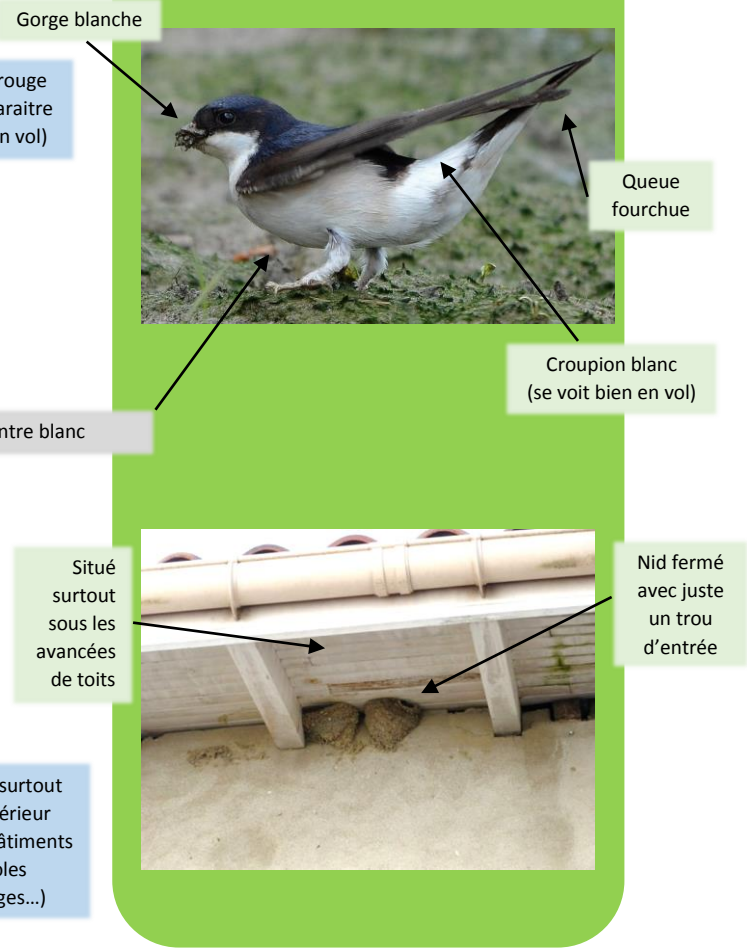 Gorge blanche
rouge
araitre
n vol)
Queue
fourchue
Croupion blanc
(se voit bien en vol)
ntre blanc
Situé
surtout
sous les
avancées
de toits
Nid fermé
avec juste
un trou
d’entrée
surtout
érieur
âtiments
bles
ges…)